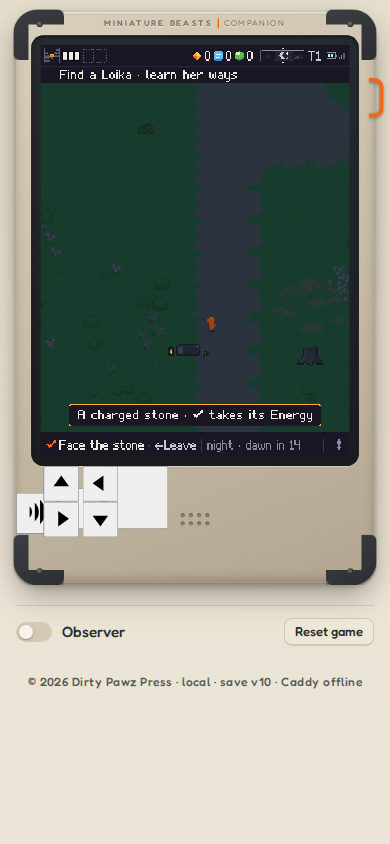 MINIATURE BEASTS | COMPANION
0 0 0 T1
Find a Loika · learn her ways
A charged stone · ✓ takes its Energy
✓ Face the stone · ←Leave | night · dawn in 14
Observer
Reset game
© 2026 Dirty Pawz Press · local · save v10 · Caddy offline